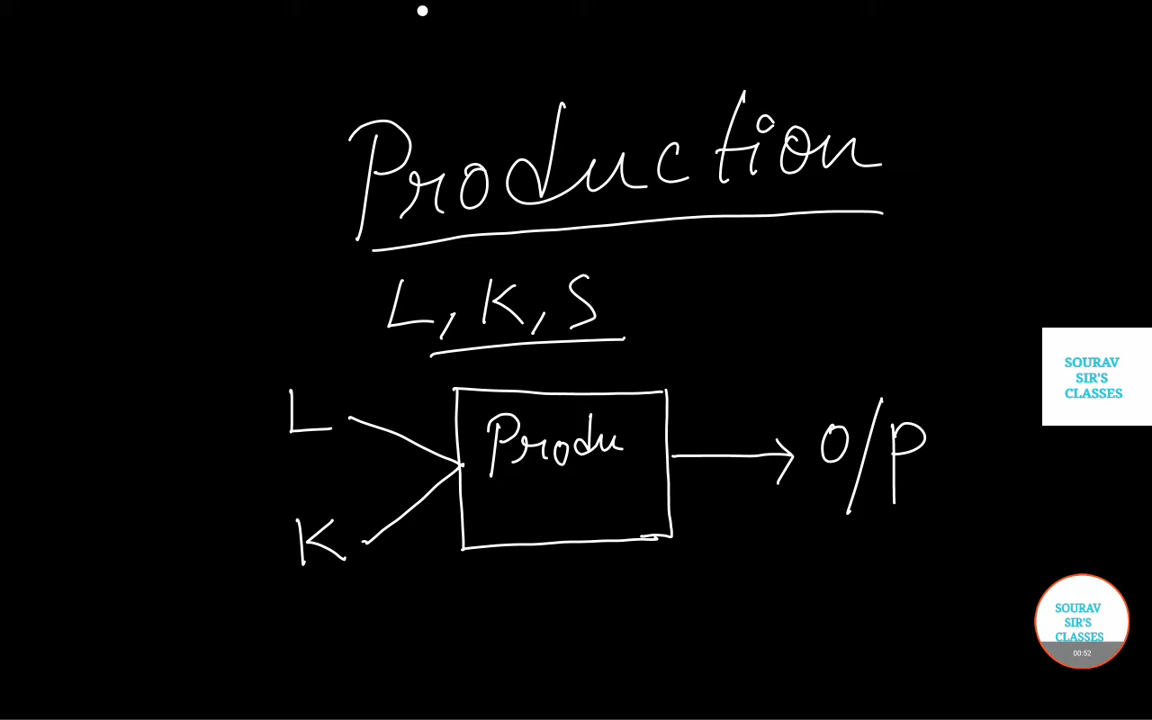 Production
L, K, S
L
Produ
O/P
K
SOURAV
SIR'S
CLASSES
SOURAV
SIR'S
CLASSES
00:52